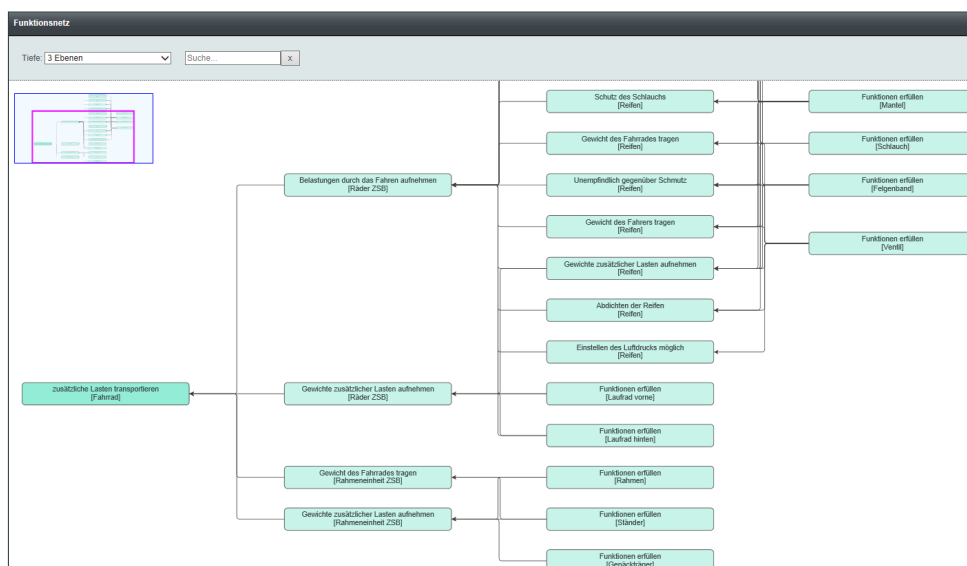 Funktionsnetz
Tiefe: 3 Ebenen
Suche...
x
Schutz des Schlauchs
[Reifen]
Funktionen erfüllen
[Mantel]
Gewicht des Fahrrades tragen
[Reifen]
Funktionen erfüllen
[Schlauch]
Belastungen durch das Fahren aufnehmen
[Räder ZSB]
Unempfindlich gegenüber Schmutz
[Reifen]
Funktionen erfüllen
[Felgenband]
Gewicht des Fahrers tragen
[Reifen]
Funktionen erfüllen
[Ventil]
Gewichte zusätzlicher Lasten aufnehmen
[Reifen]
Abdichten der Reifen
[Reifen]
Einstellen des Luftdrucks möglich
[Reifen]
zusätzliche Lasten transportieren
[Fahrrad]
Gewichte zusätzlicher Lasten aufnehmen
[Räder ZSB]
Funktionen erfüllen
[Laufrad vorne]
Funktionen erfüllen
[Laufrad hinten]
Gewicht des Fahrrades tragen
[Rahmeneinheit ZSB]
Funktionen erfüllen
[Rahmen]
Gewichte zusätzlicher Lasten aufnehmen
[Rahmeneinheit ZSB]
Funktionen erfüllen
[Ständer]
Funktionen erfüllen
[Gepäckträger]